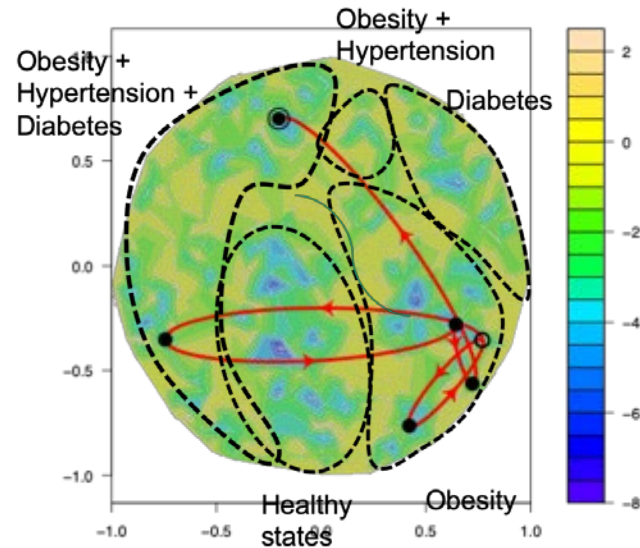 Obesity +
Hypertension
Obesity +
Hypertension +
Diabetes
Diabetes
0.5
0.0
−0.5
−1.0
2
0
−2
−4
−6
−8
Healthy
states
Obesity
−1.0
−0.5
0.0
0.5
1.0